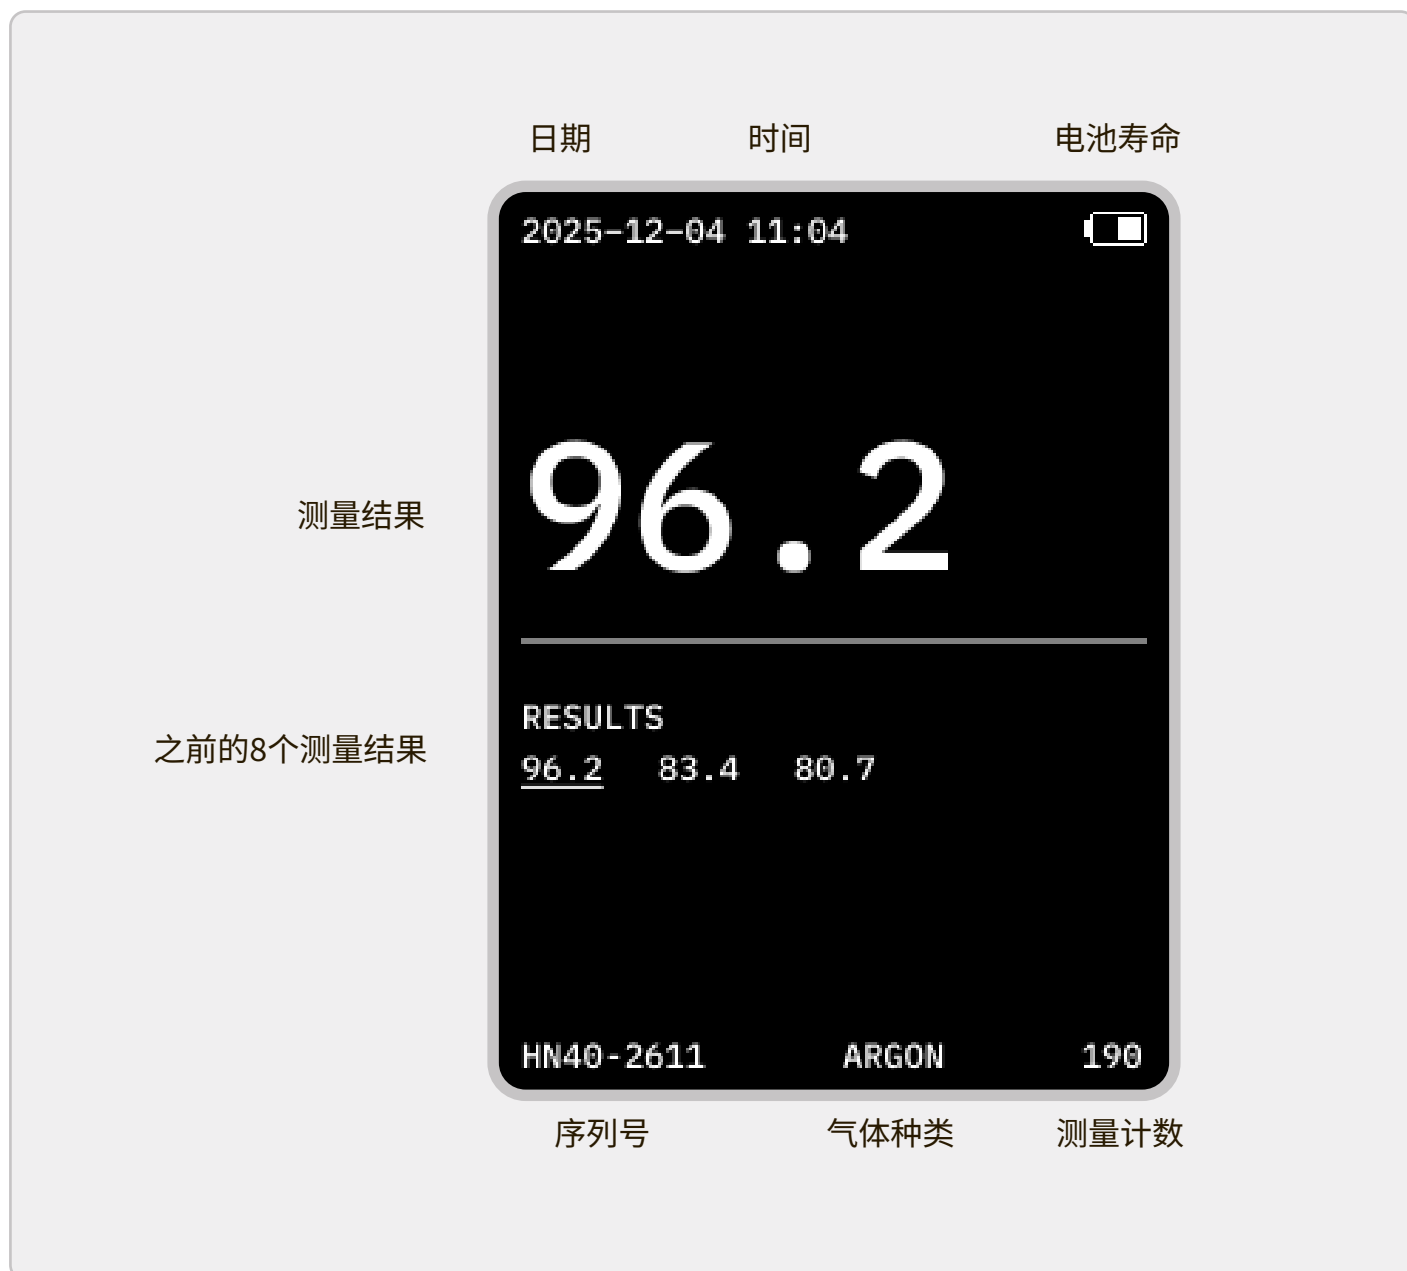 日期 时间 电池寿命
2025-12-04 11:04
96.2
测量结果
RESULTS
之前的8个测量结果
96.2 83.4 80.7
HN40-2611 ARGON 190
序列号 气体种类 测量计数